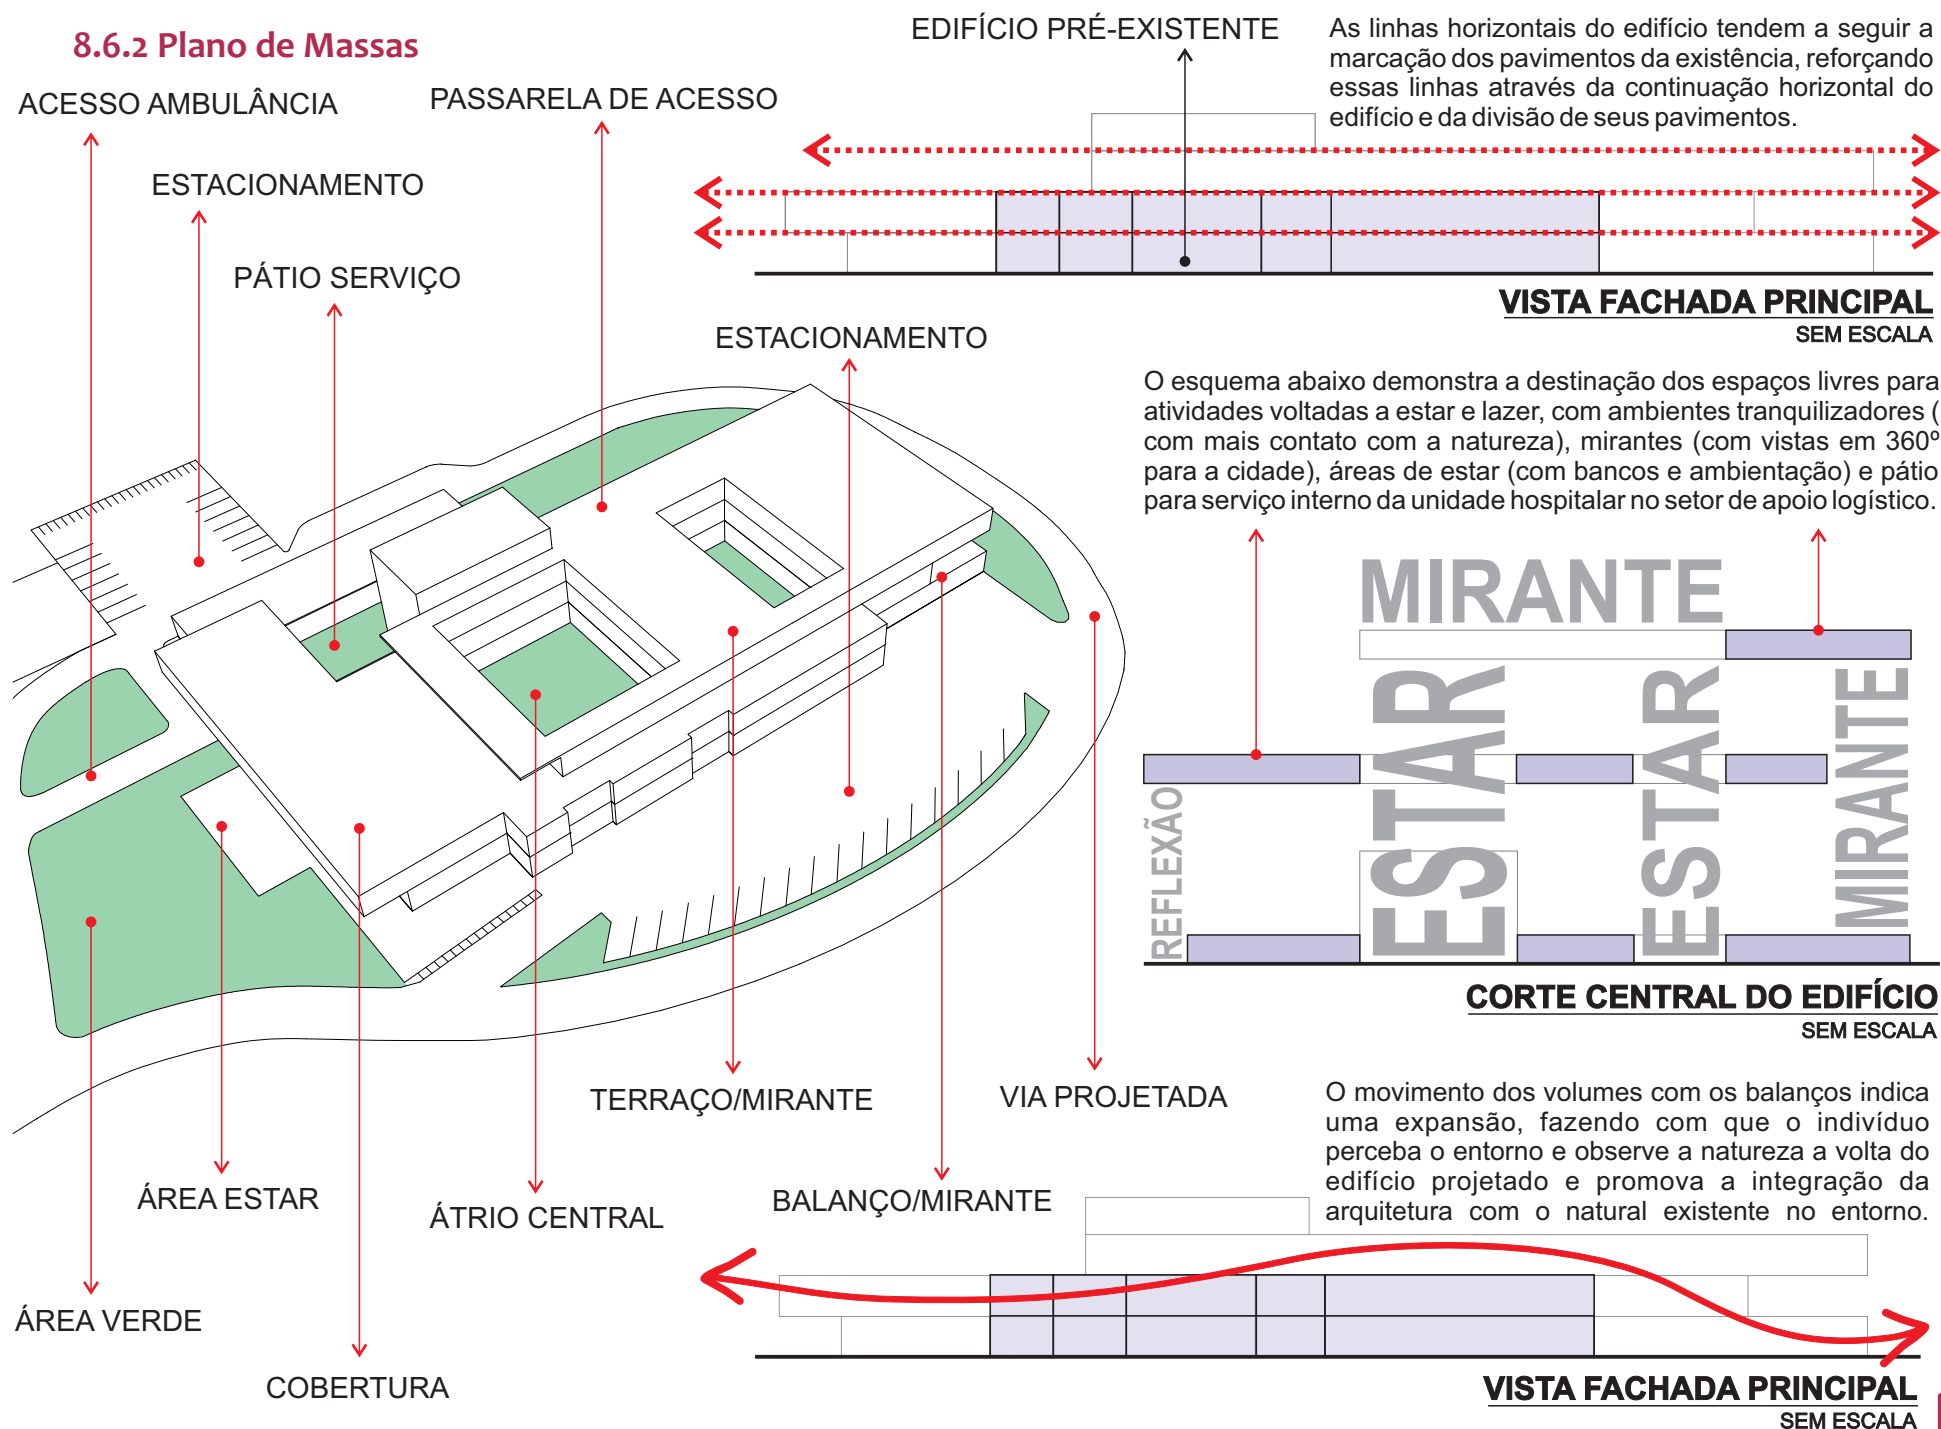 8.6.2 Plano de Massas
ACESSO AMBULÂNCIA
PASSARELA DE ACESSO
ESTACIONAMENTO
PÁTIO SERVIÇO
ESTACIONAMENTO
EDIFÍCIO PRÉ-EXISTENTE
As linhas horizontais do edifício tendem a seguir a
marcação dos pavimentos da existência, reforçando
essas linhas através da continuação horizontal do
edifício e da divisão de seus pavimentos.
VISTA FACHADA PRINCIPAL
SEM ESCALA
O esquema abaixo demonstra a destinação dos espaços livres para
atividades voltadas a estar e lazer, com ambientes tranquilizadores (
com mais contato com a natureza), mirantes (com vistas em 360º
para a cidade), áreas de estar (com bancos e ambientação) e pátio
para serviço interno da unidade hospitalar no setor de apoio logístico.
MIRANTE
REFLEXÃO
ESTAR
ESTAR
MIRANTE
CORTE CENTRAL DO EDIFÍCIO
SEM ESCALA
TERRAÇO/MIRANTE
VIA PROJETADA
ÁREA ESTAR
ÁTRIO CENTRAL
BALANÇO/MIRANTE
ÁREA VERDE
COBERTURA
O movimento dos volumes com os balanços indica
uma expansão, fazendo com que o indivíduo
perceba o entorno e observe a natureza a volta do
edifício projetado e promova a integração da
arquitetura com o natural existente no entorno.
VISTA FACHADA PRINCIPAL
SEM ESCALA